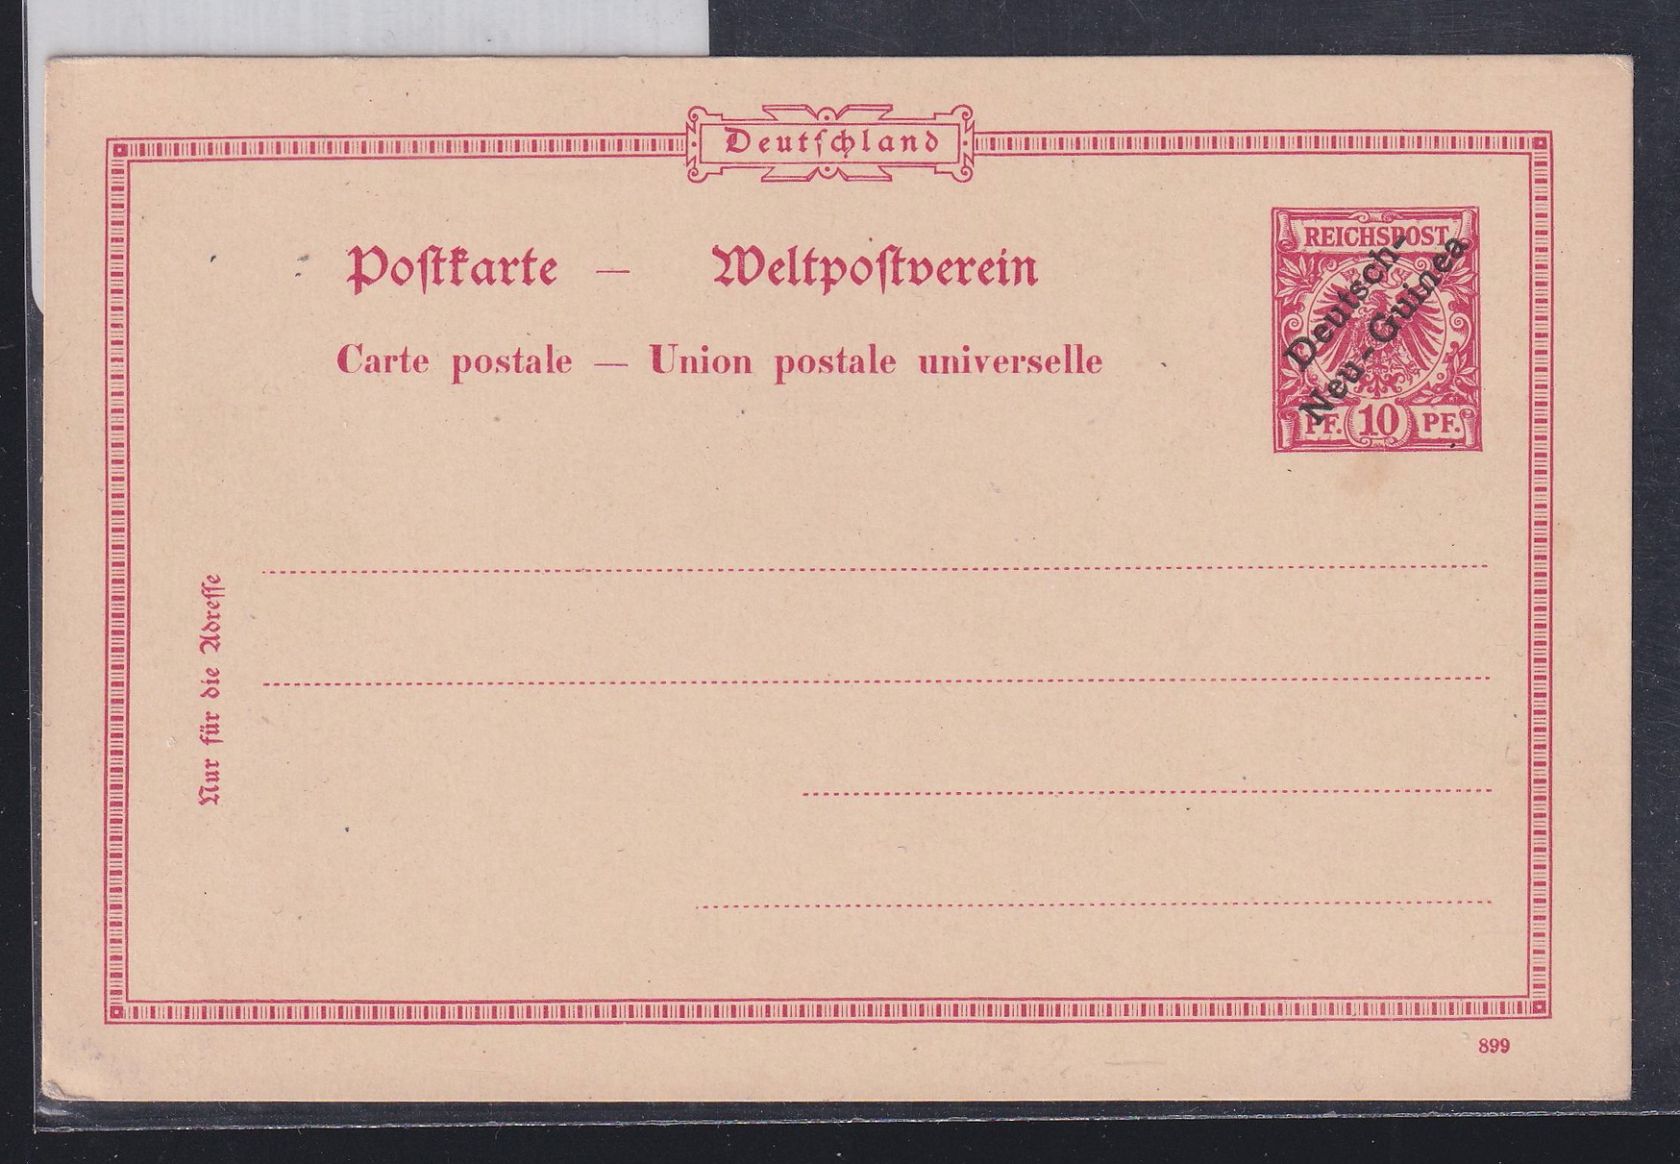 Deutschland
Postkarte — Weltpostverein
Carte postale — Union postale universelle
REICHSPOST
Deutsch-
Neu-Guinea
PF. 10 PF.
Nur für die Adresse
899